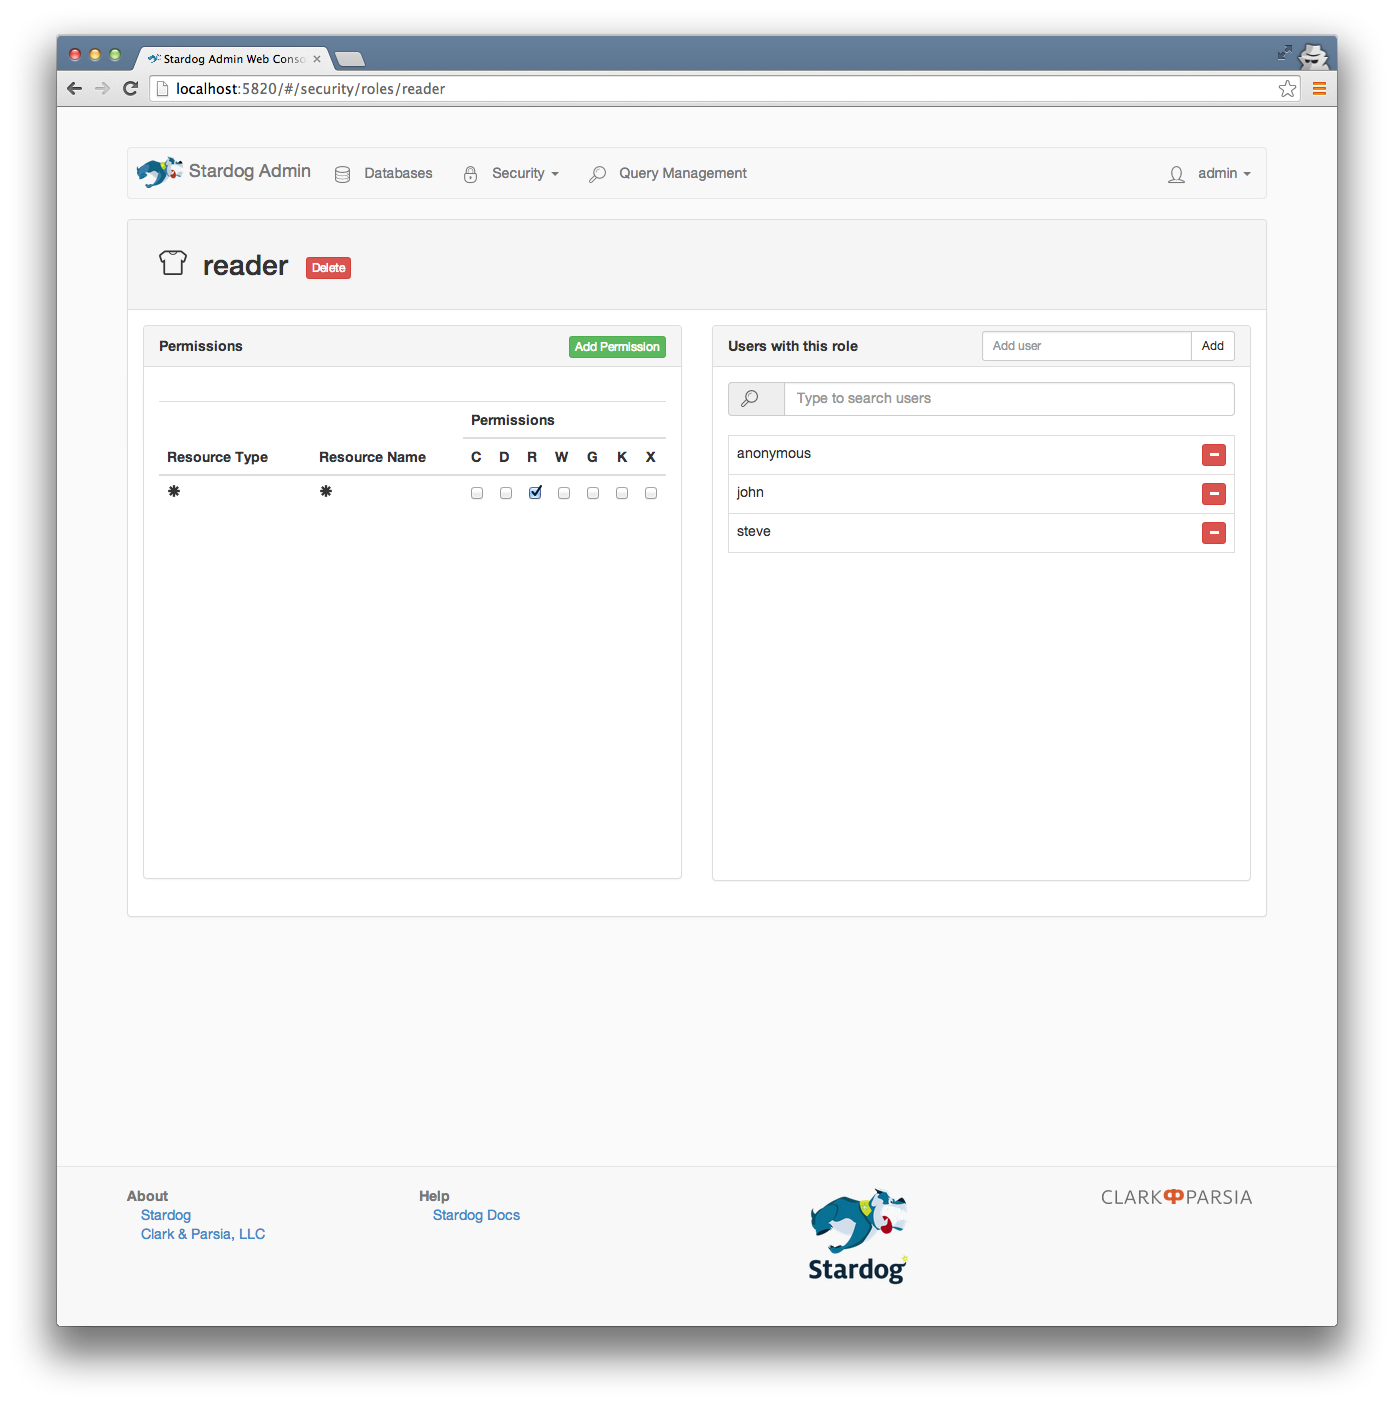 Stardog Admin Web Conso
localhost:5820/#/security/roles/reader
Stardog Admin Databases Security Query Management admin
reader Delete
Permissions Add Permission
Permissions
Resource Type Resource Name C D R W G K X
* *
Users with this role Add user Add
Type to search users
anonymous
john
steve
About
Stardog
Clark & Parsia, LLC
Help
Stardog Docs
Stardog
CLARK PARSIA